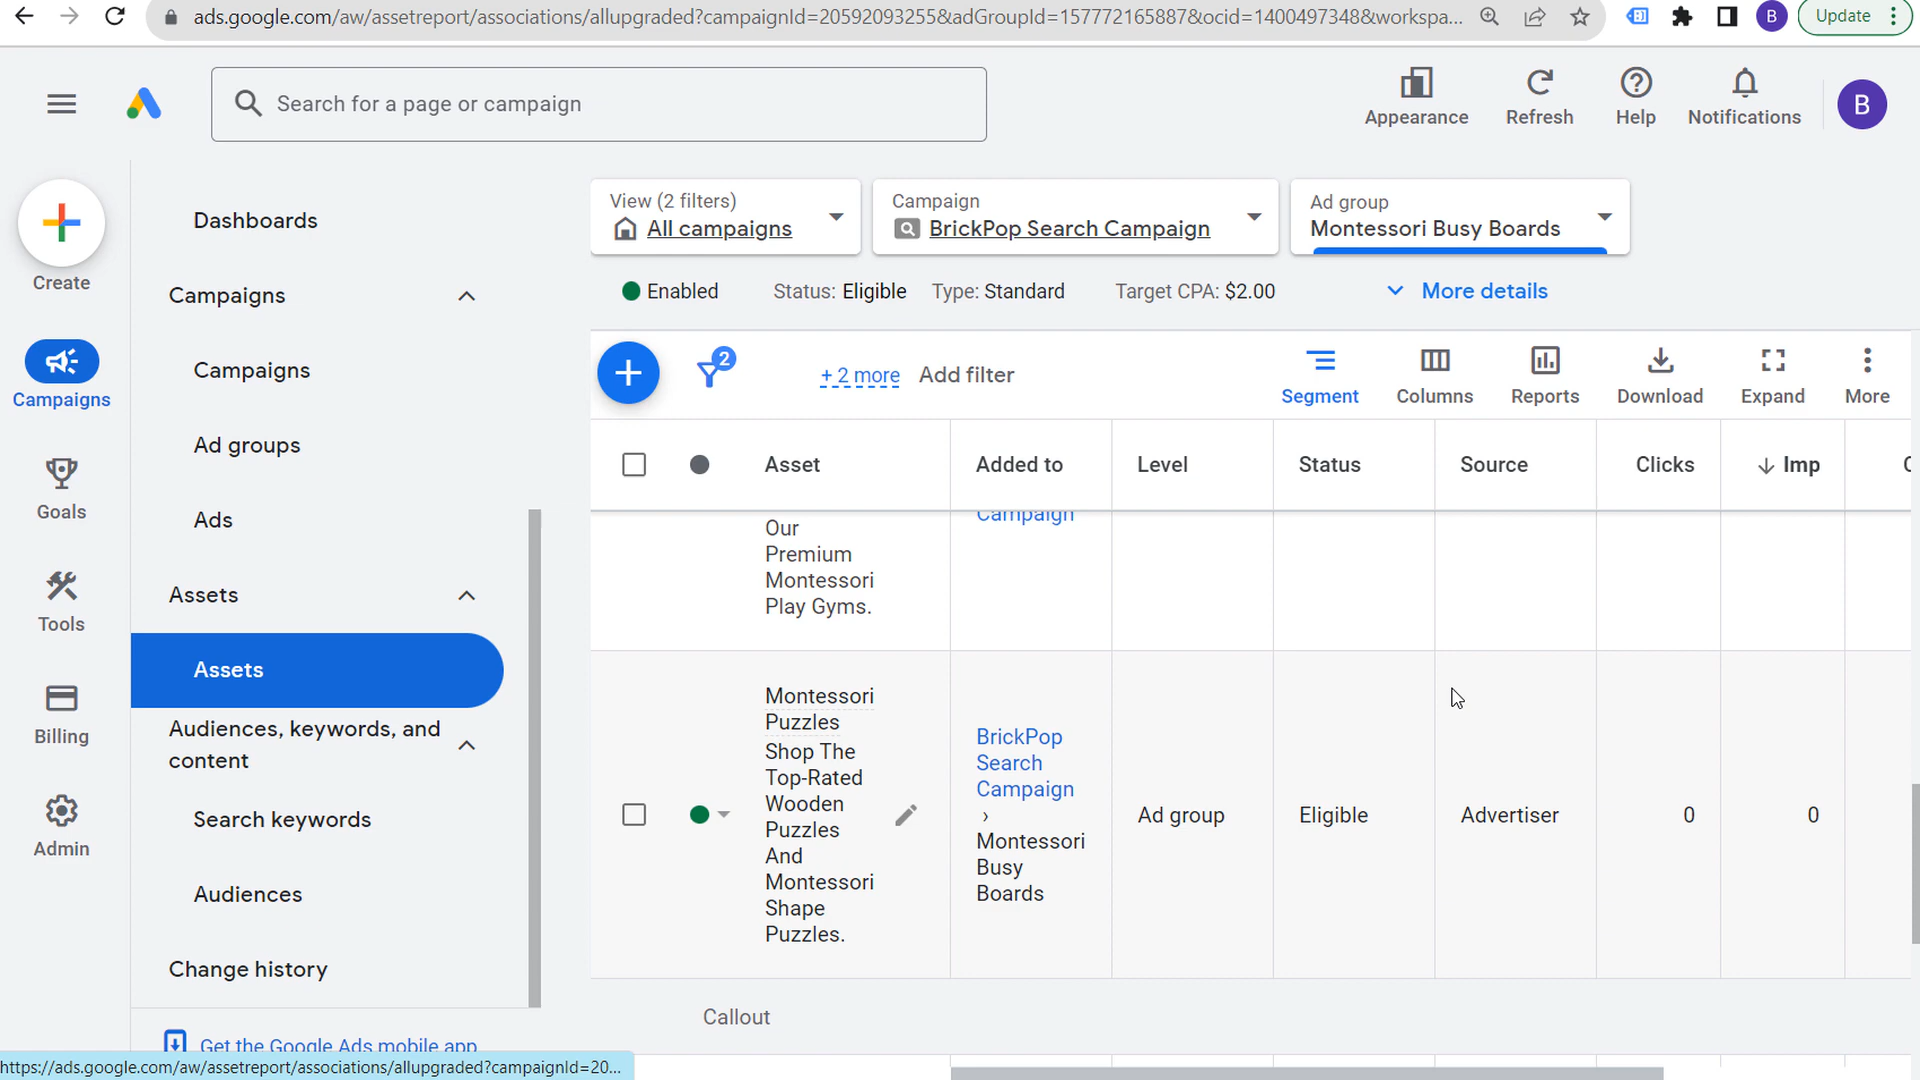 ads.google.com/aw/assetreport/associations/allupgraded?campaignId=20592093255&adGroupId=157772165887&ocid=1400497348&workspa...
B
Update
Search for a page or campaign
Appearance
Refresh
Help
Notifications
B
Create
Campaigns
Goals
Tools
Billing
Admin
Dashboards
Campaigns
Campaigns
Ad groups
Ads
Assets
Assets
Audiences, keywords, and
content
Search keywords
Audiences
Change history
Get the Google Ads mobile app
https://ads.google.com/aw/assetreport/associations/allupgraded?campaignId=20...
View (2 filters)
All campaigns
Campaign
BrickPop Search Campaign
Ad group
Montessori Busy Boards
Enabled
Status: Eligible
Type: Standard
Target CPA: $2.00
More details
2
+ 2 more
Add filter
Segment
Columns
Reports
Download
Expand
More
Asset
Added to
Level
Status
Source
Clicks
Imp
Our
Premium
Montessori
Play Gyms.
Campaign
Montessori
Puzzles
Shop The
Top-Rated
Wooden
Puzzles
And
Montessori
Shape
Puzzles.
BrickPop
Search
Campaign
›
Montessori
Busy
Boards
Ad group
Eligible
Advertiser
0
0
Callout